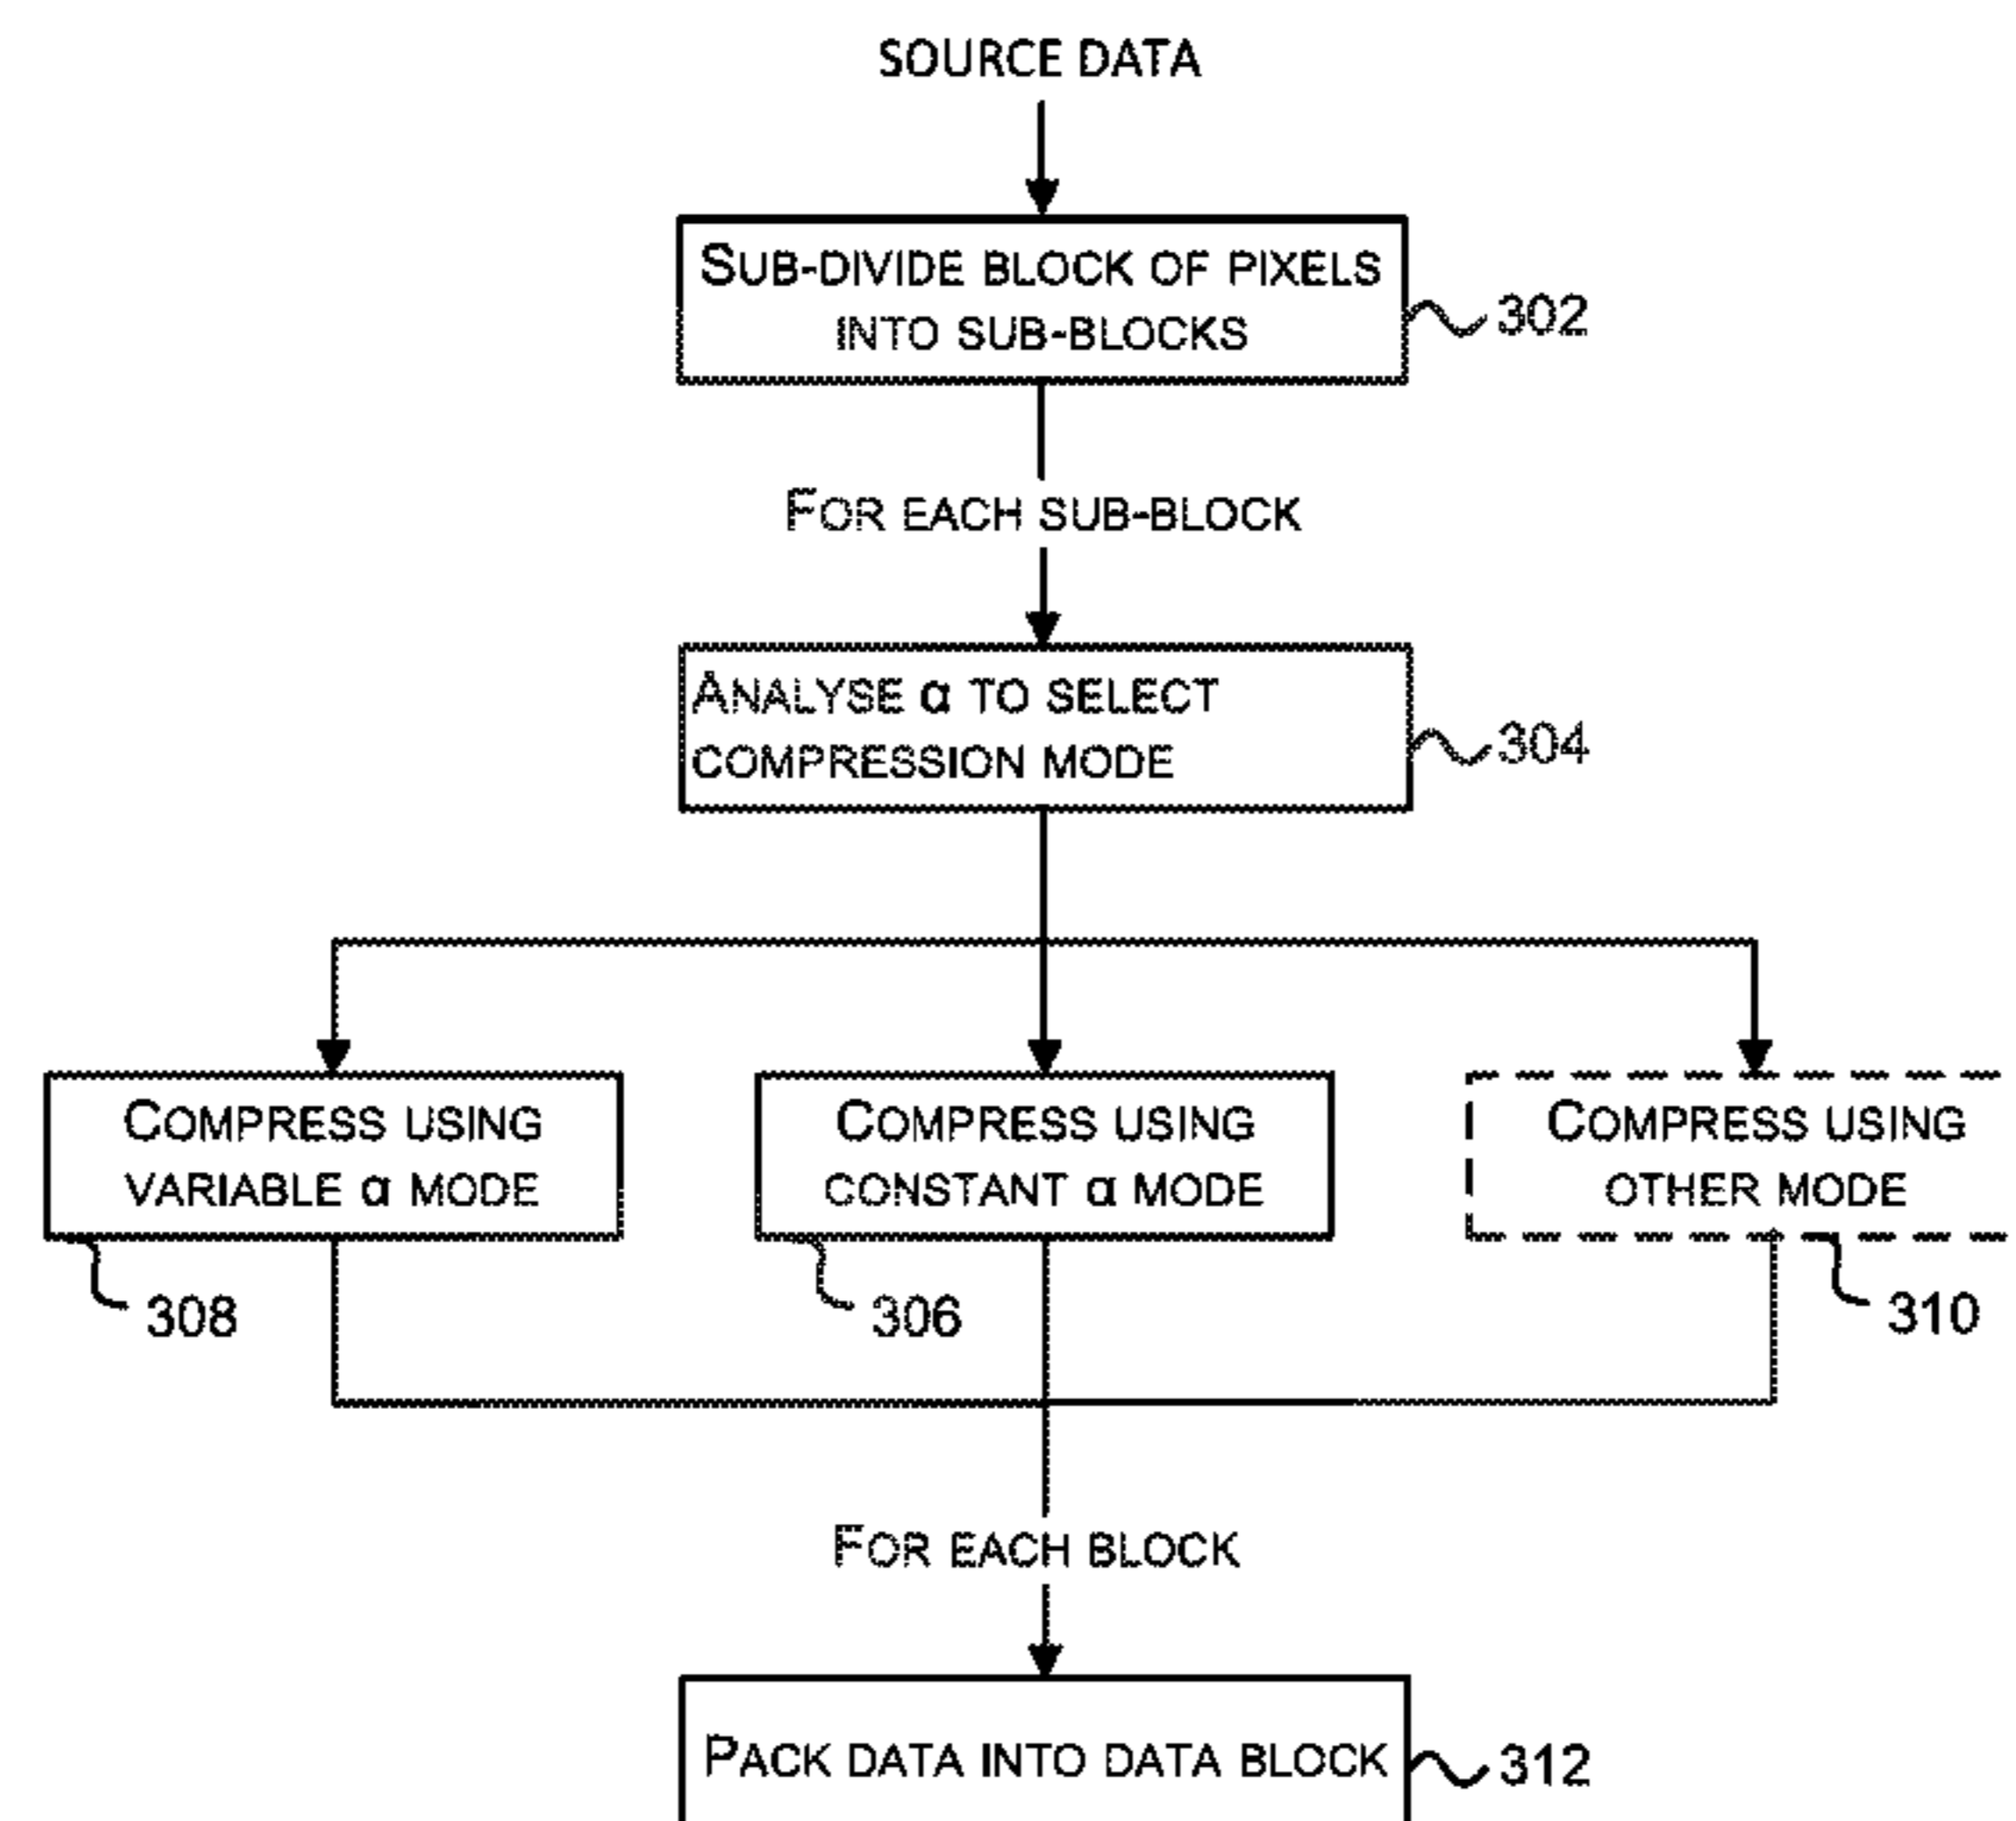 SOURCE DATA
SUB-DIVIDE BLOCK OF PIXELS
INTO SUB-BLOCKS
302
FOR EACH SUB-BLOCK
ANALYSE α TO SELECT
COMPRESSION MODE
304
COMPRESS USING
VARIABLE α MODE
308
COMPRESS USING
CONSTANT α MODE
306
COMPRESS USING
OTHER MODE
310
FOR EACH BLOCK
PACK DATA INTO DATA BLOCK
312